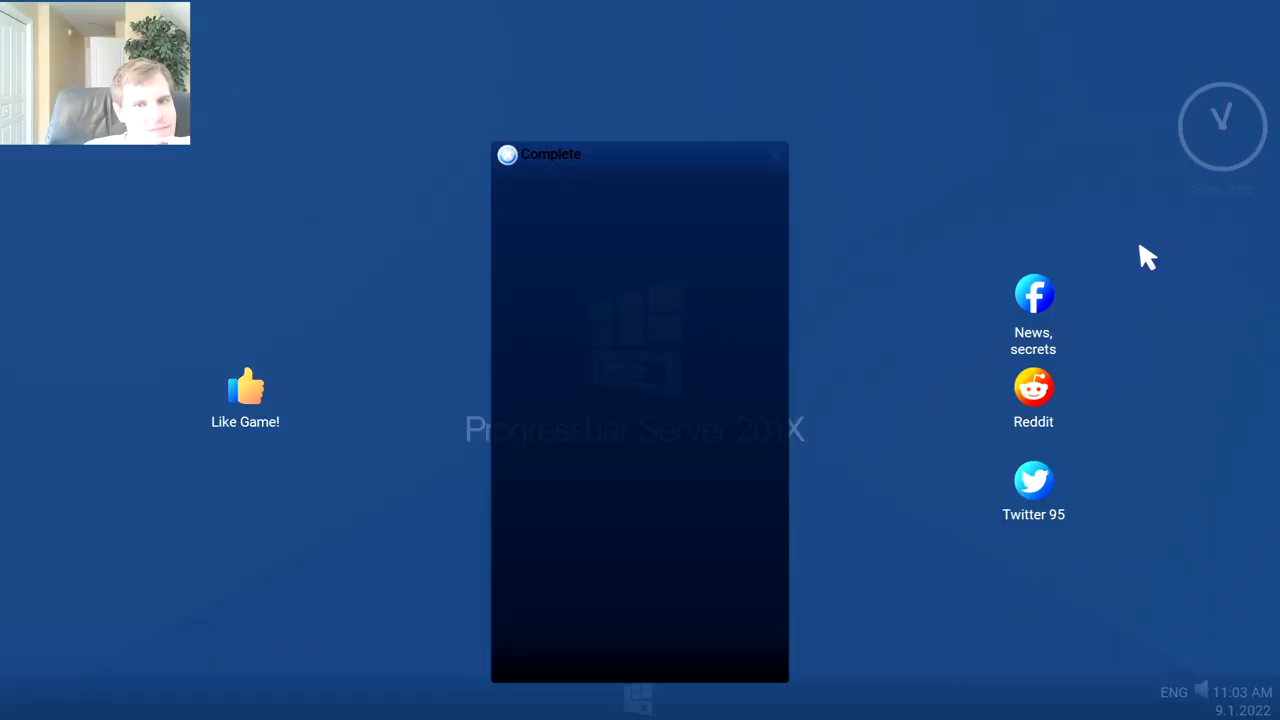 Complete
News,
secrets
Like Game!
Reddit
Progressbar Server 201X
Twitter 95
ENG 11:03 AM
9.1.2022